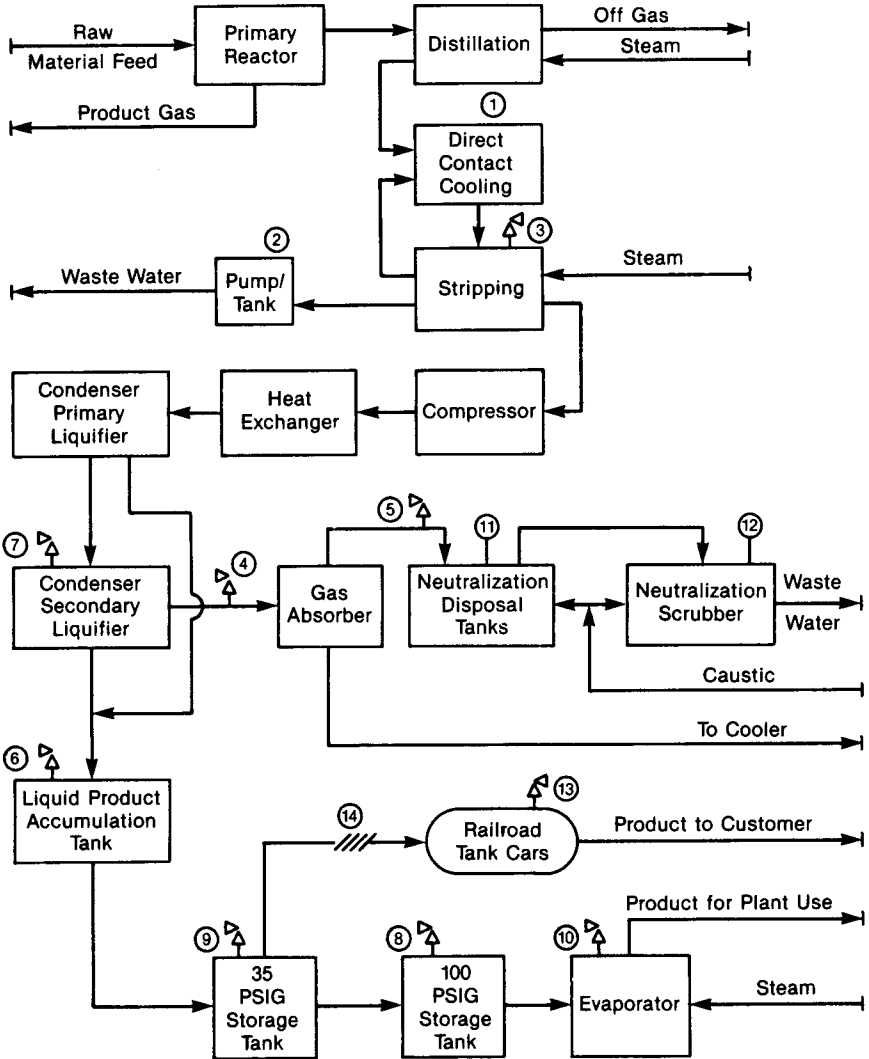 Raw
Material Feed
Primary
Reactor
Distillation
Off Gas
Steam
Product Gas
1
Direct
Contact
Cooling
2
3
Waste Water
Pump/
Tank
Stripping
Steam
Condenser
Primary
Liquifier
Heat
Exchanger
Compressor
7
4
5
11
12
Condenser
Secondary
Liquifier
Gas
Absorber
Neutralization
Disposal
Tanks
Neutralization
Scrubber
Waste
Water
Caustic
To Cooler
6
Liquid Product
Accumulation
Tank
14
13
Railroad
Tank Cars
Product to Customer
9
8
10
Product for Plant Use
35
PSIG
Storage
Tank
100
PSIG
Storage
Tank
Evaporator
Steam